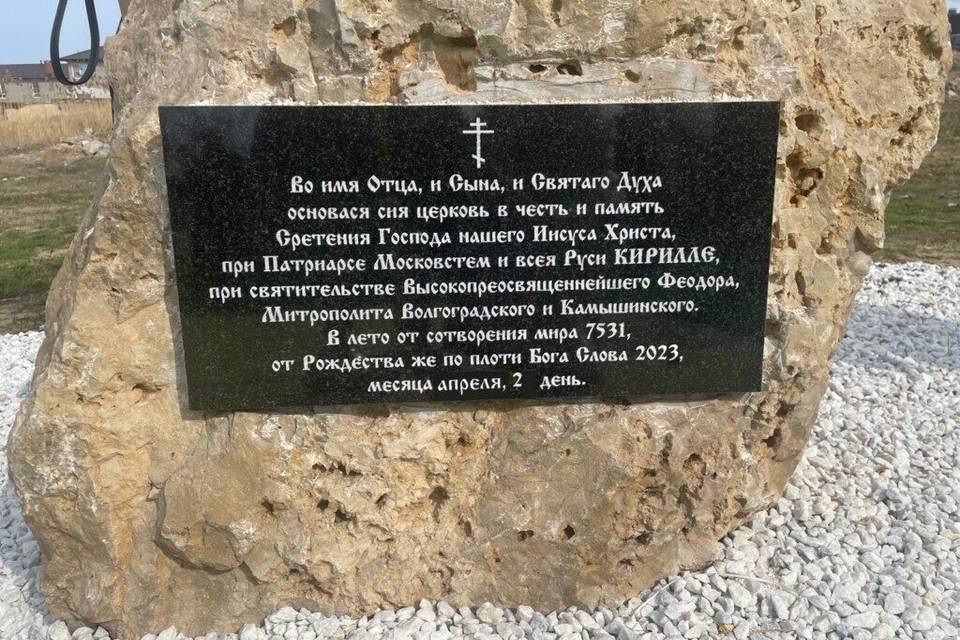 Во имя Отца, и Сына, и Святаго Духа
основася сия церковь в честь и память
Сретения Господа нашего Иисуса Христа,
при Патриарсе Московстем и всея Руси КИРИЛЛЕ,
при святительстве Высокопреосвященнейшего Феодора,
Митрополита Волгоградского и Камышинского.
В лето от сотворения мира 7531,
от Рождества же по плоти Бога Слова 2023,
месяца апреля, 2 день.